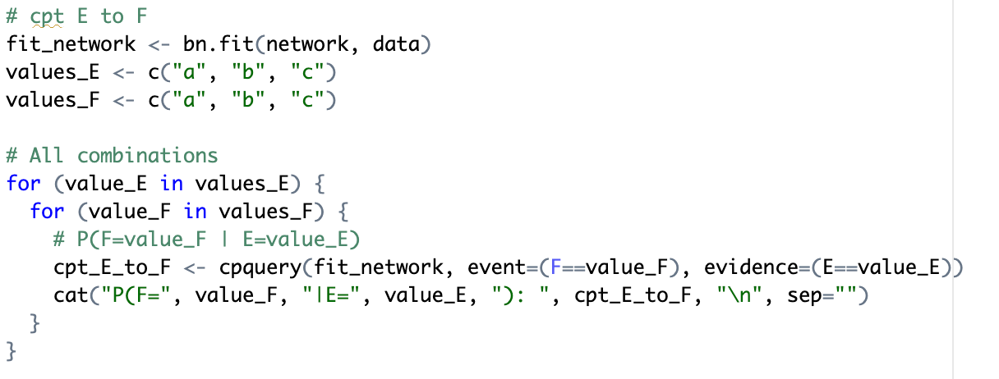 # cpt E to F
fit_network <- bn.fit(network, data)
values_E <- c("a", "b", "c")
values_F <- c("a", "b", "c")

# All combinations
for (value_E in values_E) {
  for (value_F in values_F) {
    # P(F=value_F | E=value_E)
    cpt_E_to_F <- cpquery(fit_network, event=(F==value_F), evidence=(E==value_E))
    cat("P(F=", value_F, "|E=", value_E, "): ", cpt_E_to_F, "\n", sep="")
  }
}